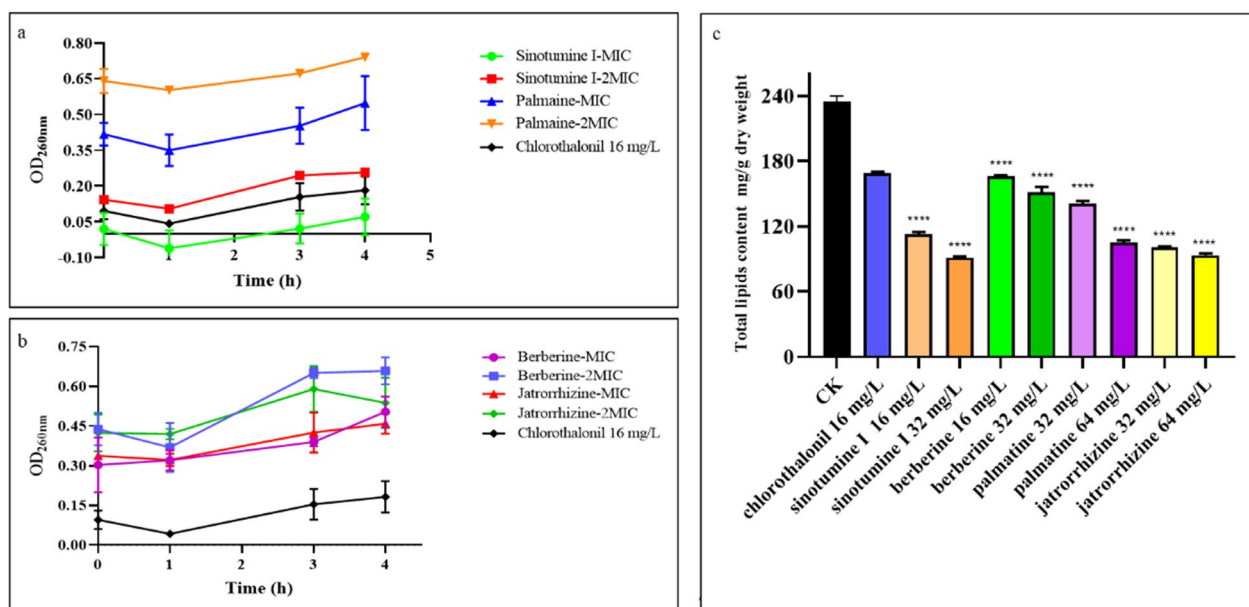 a
0.80
0.65
0.50
0.35
0.20
0.05
-0.10
OD260nm
1
2
3
4
5
Time (h)
Sinotumine I-MIC
Sinotumine I-2MIC
Palmaine-MIC
Palmaine-2MIC
Chlorothalonil 16 mg/L
b
0.75
0.60
0.45
0.30
0.15
0.00
OD260nm
0
1
2
3
4
Time (h)
Berberine-MIC
Berberine-2MIC
Jatrorrhizine-MIC
Jatrorrhizine-2MIC
Chlorothalonil 16 mg/L
c
240
180
120
60
0
Total lipids content mg/g dry weight
****
****
****
****
****
****
****
****
CK
chlorothalonil 16 mg/L
sinotumine I 16 mg/L
sinotumine I 32 mg/L
berberine 16 mg/L
berberine 32 mg/L
palmatine 32 mg/L
palmatine 64 mg/L
jatrorrhizine 32 mg/L
jatrorrhizine 64 mg/L